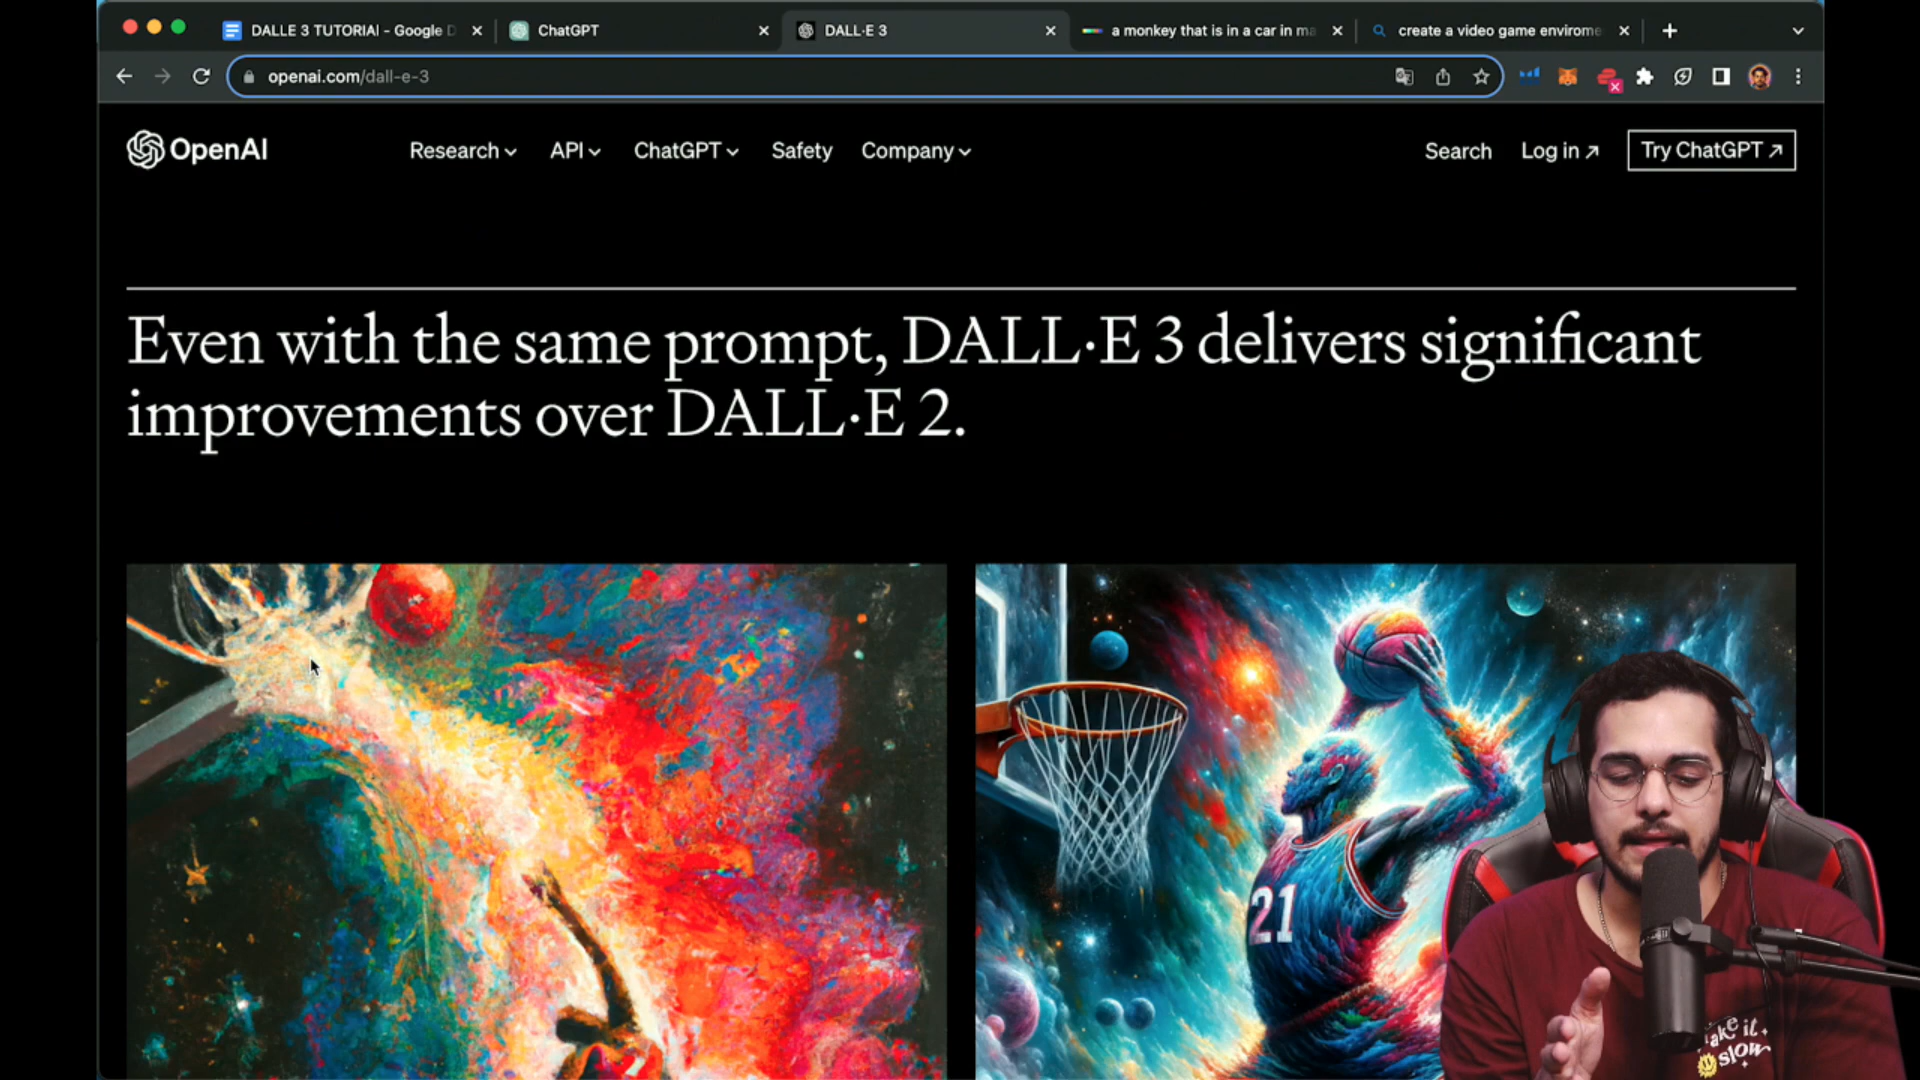 DALLE 3 TUTORIAL - Google D
ChatGPT
DALL·E 3
a monkey that is in a car in ma
create a video game envirome
openai.com/dall-e-3
OpenAI
Research
API
ChatGPT
Safety
Company
Search
Log in ↗
Try ChatGPT ↗
Even with the same prompt, DALL·E 3 delivers significant
improvements over DALL·E 2.
21
slow